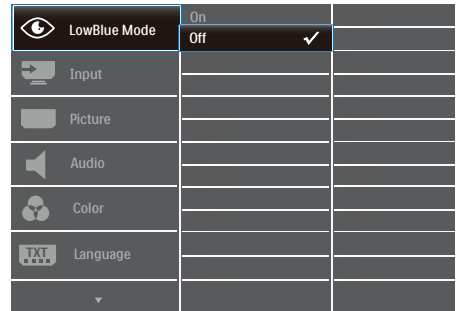 LowBlue Mode
On
Off
Input
Picture
Audio
Color
TXT
Language